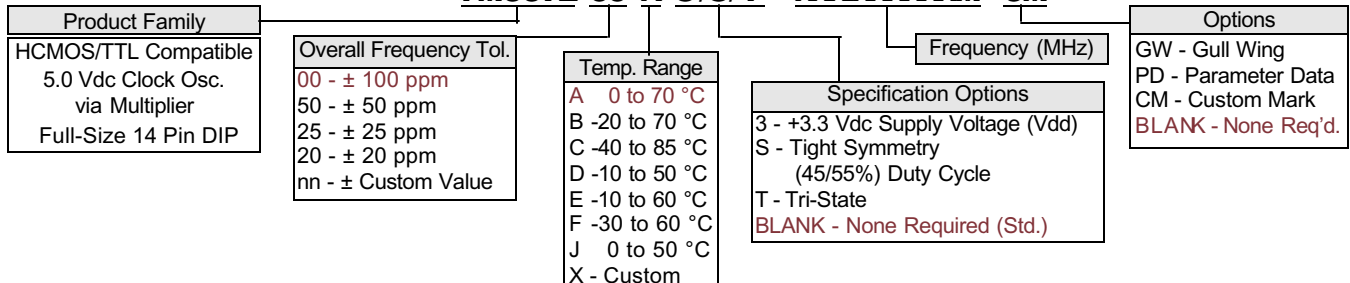 Product Family
HCMOS/TTL Compatible
5.0 Vdc Clock Osc.
via Multiplier
Full-Size 14 Pin DIP
Overall Frequency Tol.
00 - ± 100 ppm
50 - ± 50 ppm
25 - ± 25 ppm
20 - ± 20 ppm
nn - ± Custom Value
Temp. Range
A 0 to 70 °C
B -20 to 70 °C
C -40 to 85 °C
D -10 to 50 °C
E -10 to 60 °C
F -30 to 60 °C
J 0 to 50 °C
X - Custom
Specification Options
3 - +3.3 Vdc Supply Voltage (Vdd)
S - Tight Symmetry
(45/55%) Duty Cycle
T - Tri-State
BLANK - None Required (Std.)
Frequency (MHz)
Options
GW - Gull Wing
PD - Parameter Data
CM - Custom Mark
BLANK - None Req'd.